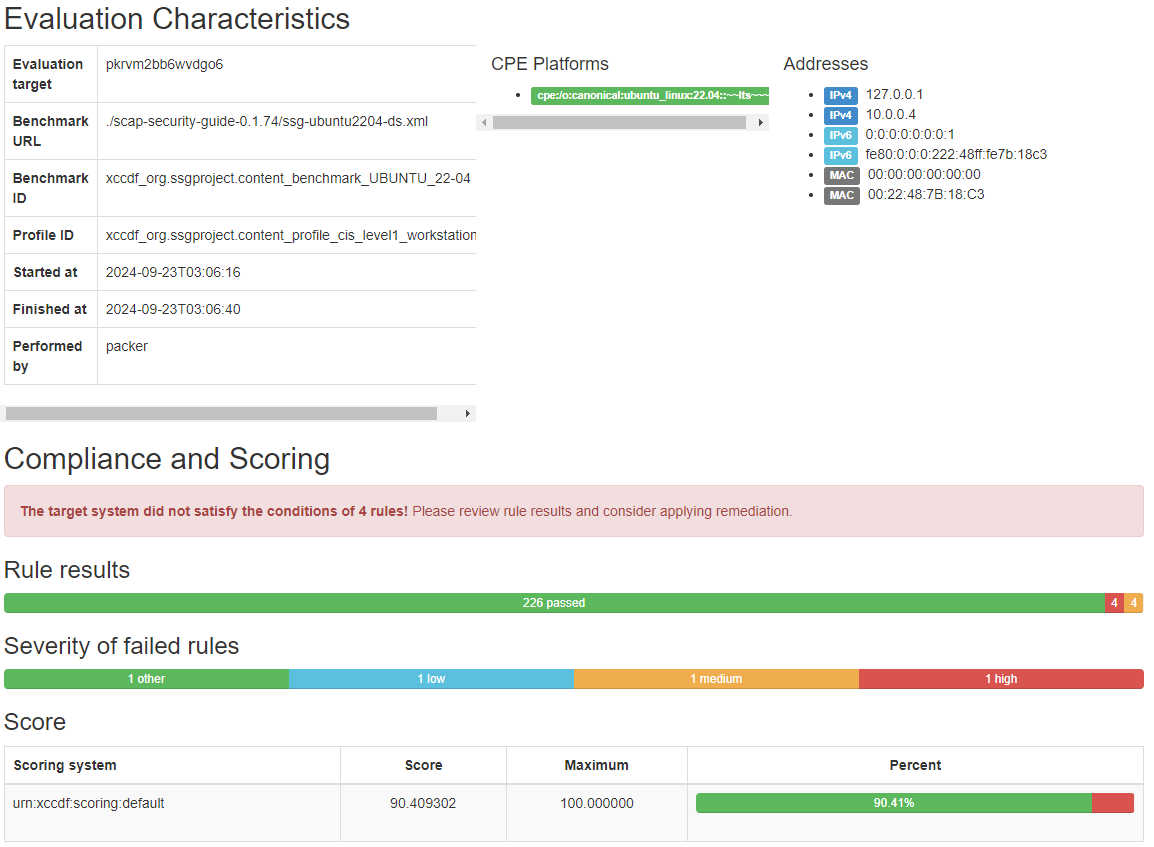 Evaluation Characteristics
Evaluation target
pkrvm2bb6wvdgo6
Benchmark URL
./scap-security-guide-0.1.74/ssg-ubuntu2204-ds.xml
Benchmark ID
xccdf_org.ssgproject.content_benchmark_UBUNTU_22-04
Profile ID
xccdf_org.ssgproject.content_profile_cis_level1_workstation
Started at
2024-09-23T03:06:16
Finished at
2024-09-23T03:06:40
Performed by
packer
CPE Platforms
cpe:/o:canonical:ubuntu_linux:22.04::~~lts~~~
Addresses
IPv4 127.0.0.1
IPv4 10.0.0.4
IPv6 0:0:0:0:0:0:0:1
IPv6 fe80:0:0:0:222:48ff:fe7b:18c3
MAC 00:00:00:00:00:00
MAC 00:22:48:7B:18:C3
Compliance and Scoring
The target system did not satisfy the conditions of 4 rules! Please review rule results and consider applying remediation.
Rule results
226 passed 4 4
Severity of failed rules
1 other 1 low 1 medium 1 high
Score
Scoring system Score Maximum Percent
urn:xccdf:scoring:default 90.409302 100.000000 90.41%